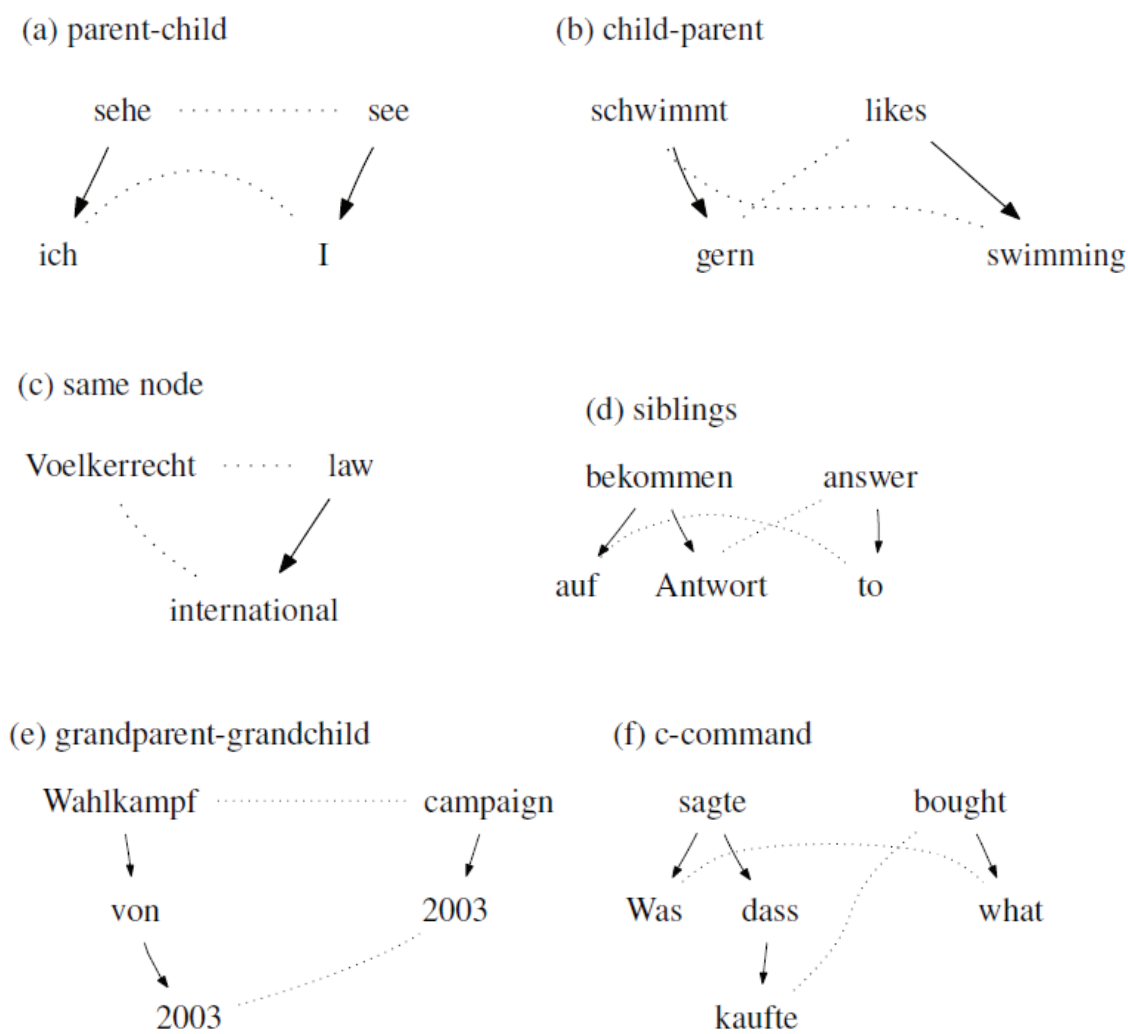 (a) parent-child
sehe see
ich I
(b) child-parent
schwimmt likes
gern swimming
(c) same node
Voelkerrecht law
international
(d) siblings
bekommen answer
auf Antwort to
(e) grandparent-grandchild
Wahlkampf campaign
von 2003
2003
(f) c-command
sagte bought
Was dass what
kaufte